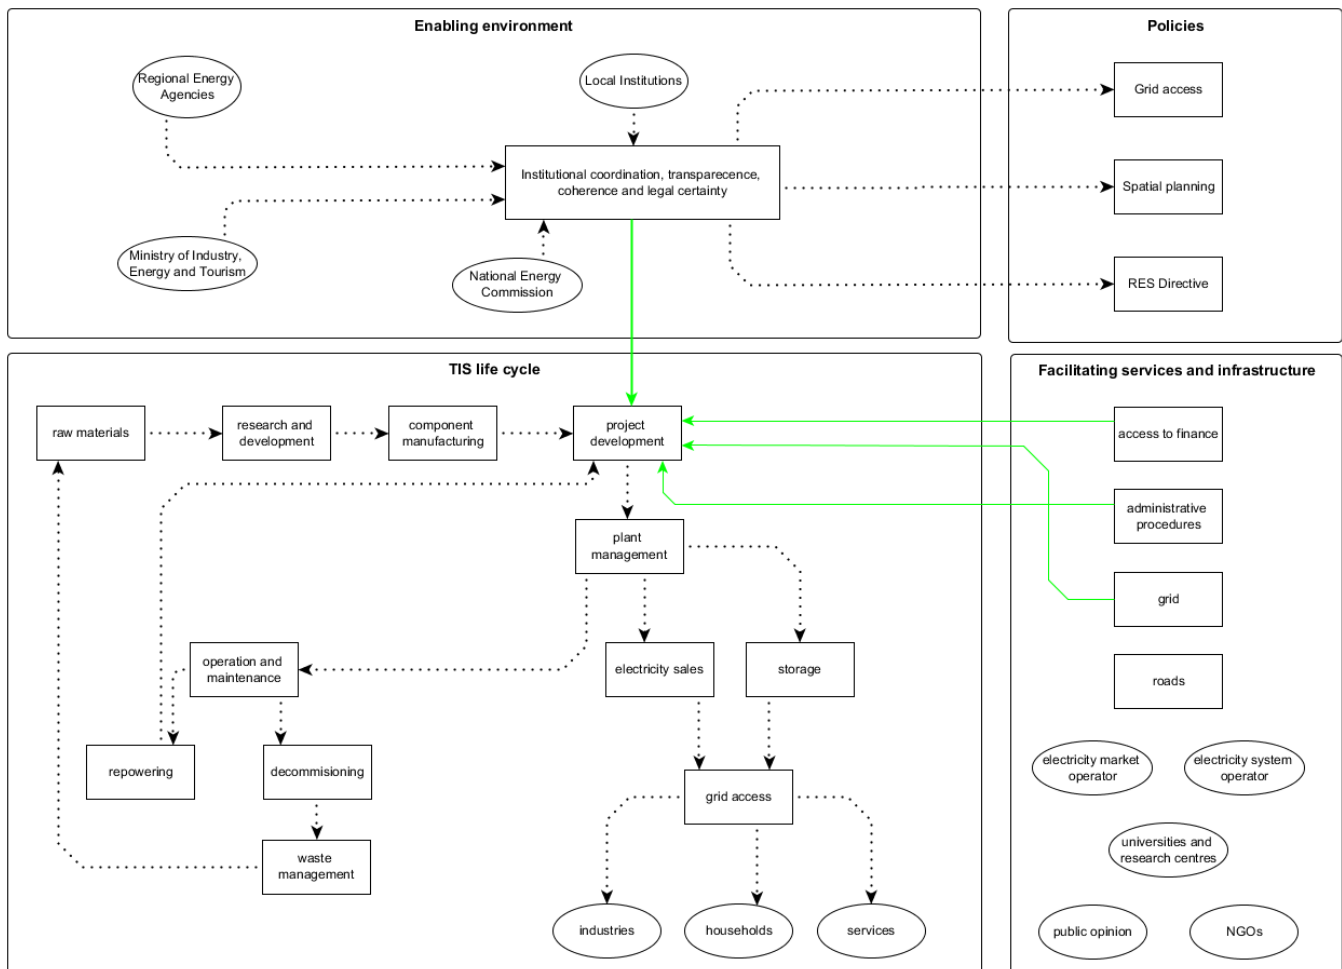 Enabling environment
Regional Energy
Agencies
Local Institutions
Institutional coordination, transparecence,
coherence and legal certainty
Ministry of Industry,
Energy and Tourism
National Energy
Commission
Policies
Grid access
Spatial planning
RES Directive
TIS life cycle
raw materials
research and
development
component
manufacturing
project
development
plant
management
operation and
maintenance
electricity sales
storage
repowering
decommisioning
grid access
waste
management
industries
households
services
Facilitating services and infrastructure
access to finance
administrative
procedures
grid
roads
electricity market
operator
electricity system
operator
universities and
research centres
public opinion
NGOs